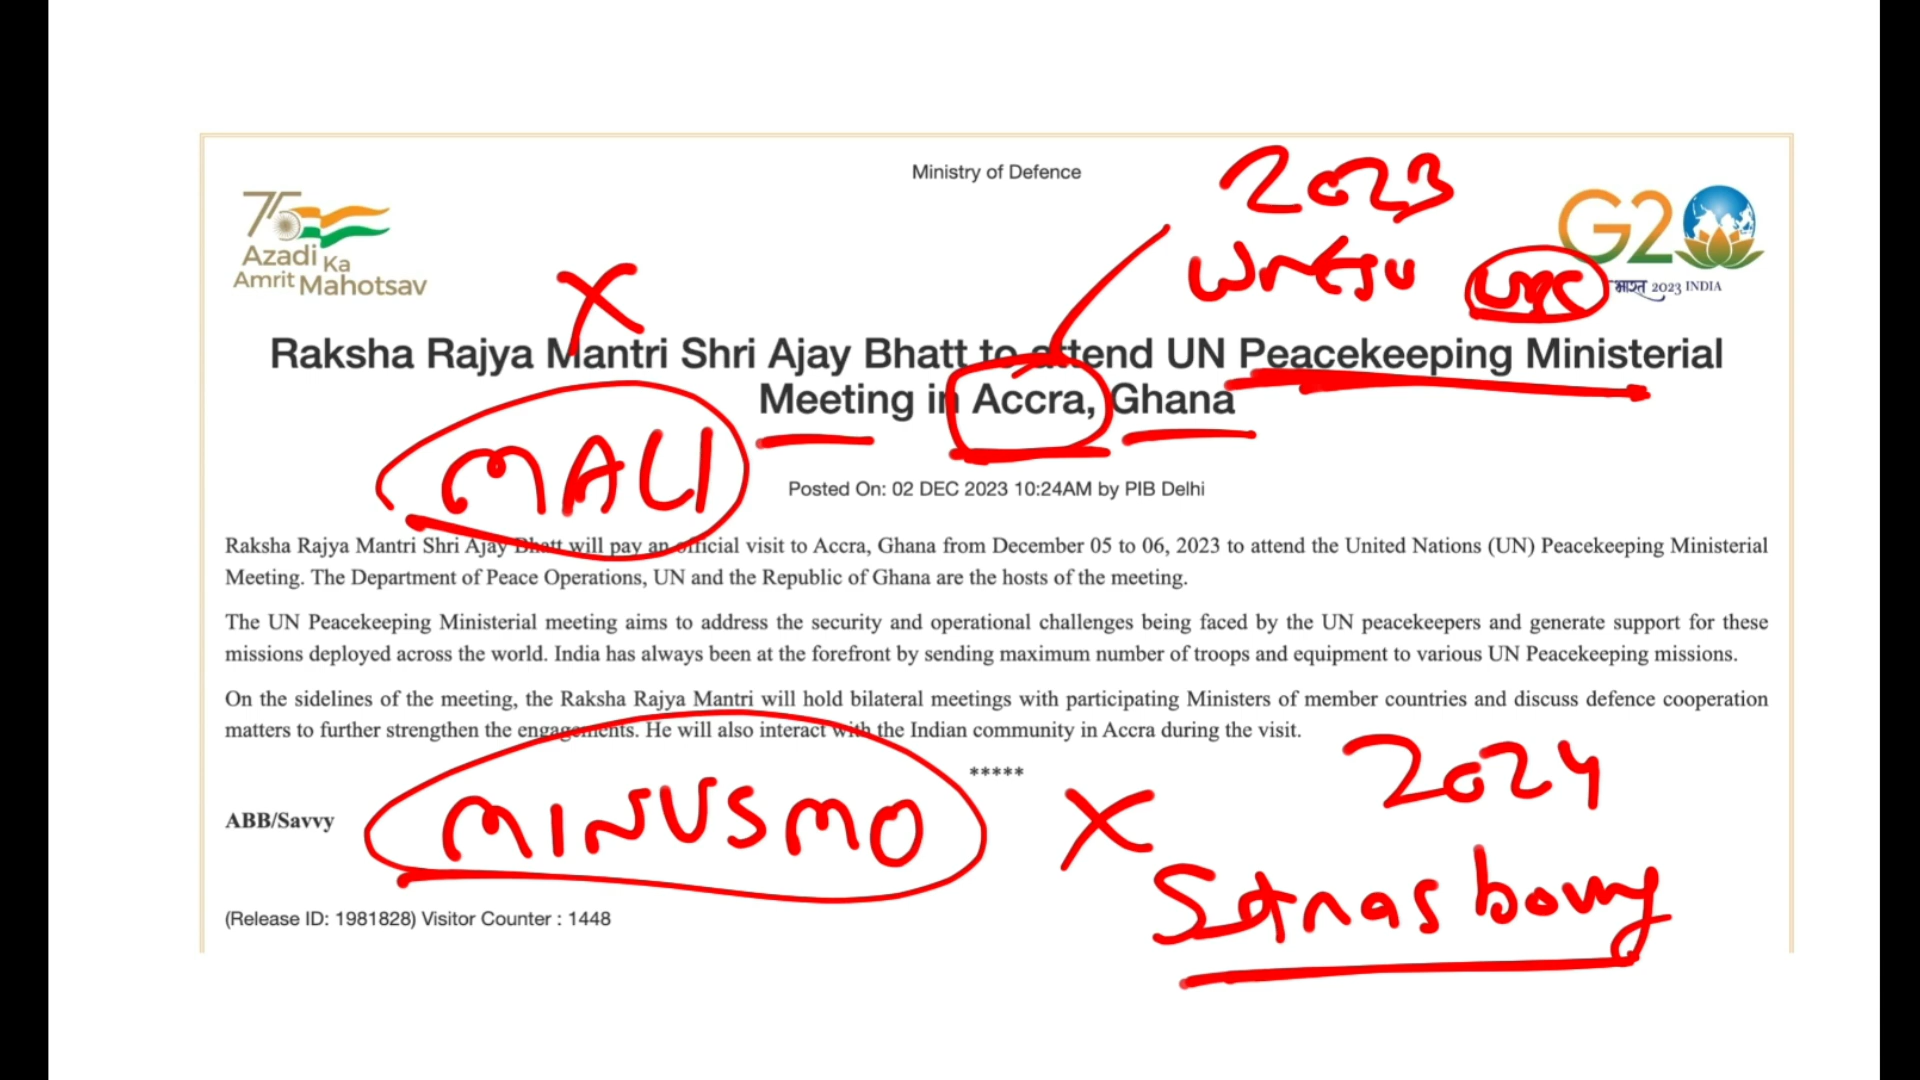 Ministry of Defence
2023
75
Azadi Ka
Amrit Mahotsav
G20
भारत 2023 INDIA
Raksha Rajya Mantri Shri Ajay Bhatt to attend UN Peacekeeping Ministerial
Meeting in Accra, Ghana
MALI
Posted On: 02 DEC 2023 10:24AM by PIB Delhi
Raksha Rajya Mantri Shri Ajay Bhatt will pay an official visit to Accra, Ghana from December 05 to 06, 2023 to attend the United Nations (UN) Peacekeeping Ministerial
Meeting. The Department of Peace Operations, UN and the Republic of Ghana are the hosts of the meeting.
The UN Peacekeeping Ministerial meeting aims to address the security and operational challenges being faced by the UN peacekeepers and generate support for these
missions deployed across the world. India has always been at the forefront by sending maximum number of troops and equipment to various UN Peacekeeping missions.
On the sidelines of the meeting, the Raksha Rajya Mantri will hold bilateral meetings with participating Ministers of member countries and discuss defence cooperation
matters to further strengthen the engagements. He will also interact with the Indian community in Accra during the visit.
*****
2024
ABB/Savvy
MINUSMO
(Release ID: 1981828) Visitor Counter : 1448